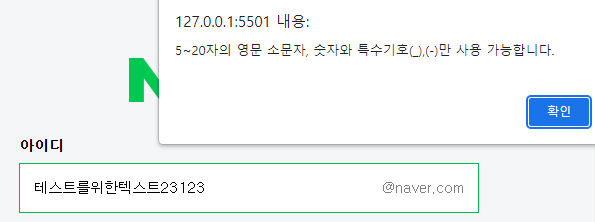 127.0.0.1:5501 내용:
5~20자의 영문 소문자, 숫자와 특수기호(_),(-)만 사용 가능합니다.
확인
N
아이디
테스트를위한텍스트23123 @naver.com